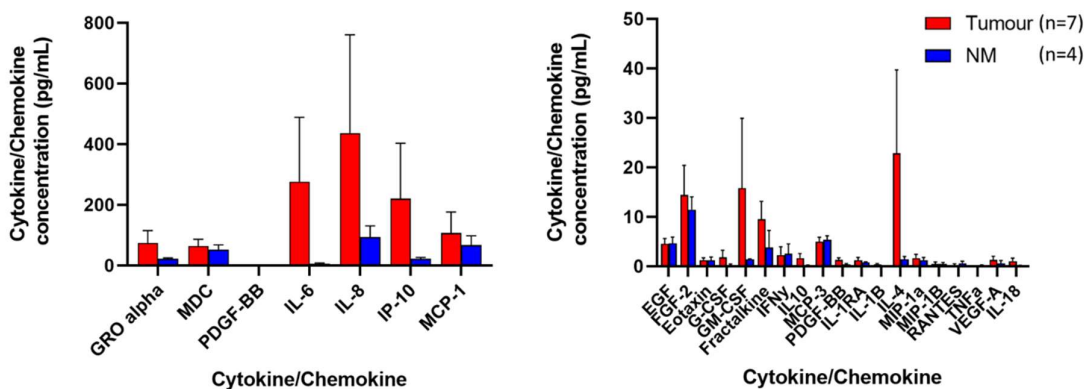 Cytokine/Chemokine
concentration (pg/mL)
800
600
400
200
0
GRO alpha
MDC
PDGF-BB
IL-6
IL-8
IP-10
MCP-1
Cytokine/Chemokine
Cytokine/Chemokine
concentration (pg/mL)
50
40
30
20
10
0
Tumour (n=7)
NM (n=4)
EGF
FGF-2
Eotaxin
G-CSF
GM-CSF
Fractalkine
IFNy
IL10
MCP-3
PDGF-BB
IL-1RA
IL-1B
IL-4
MIP-1a
MIP-1B
RANTES
TNFa
VEGF-A
IL-18
Cytokine/Chemokine